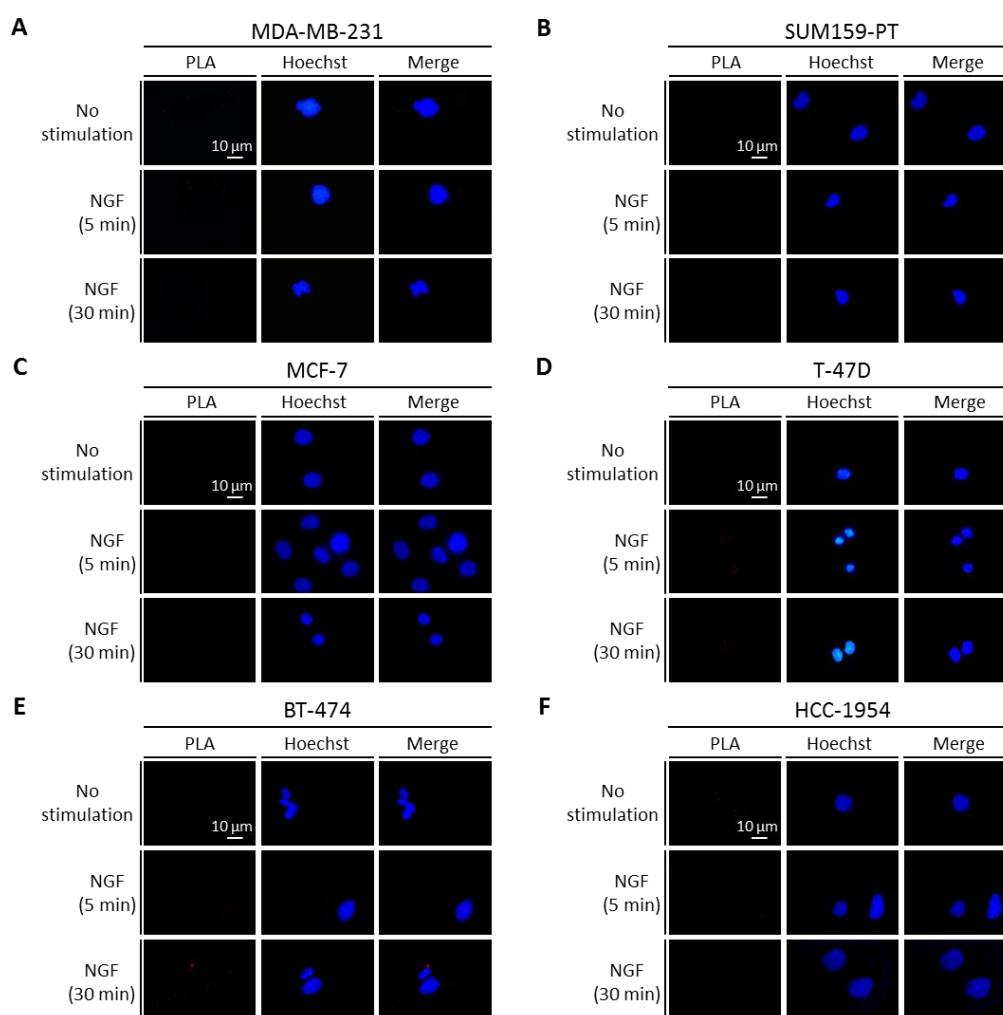 A
MDA-MB-231
PLA Hoechst Merge
No
stimulation
10 µm
NGF
(5 min)
NGF
(30 min)
B
SUM159-PT
PLA Hoechst Merge
No
stimulation
10 µm
NGF
(5 min)
NGF
(30 min)
C
MCF-7
PLA Hoechst Merge
No
stimulation
10 µm
NGF
(5 min)
NGF
(30 min)
D
T-47D
PLA Hoechst Merge
No
stimulation
10 µm
NGF
(5 min)
NGF
(30 min)
E
BT-474
PLA Hoechst Merge
No
stimulation
10 µm
NGF
(5 min)
NGF
(30 min)
F
HCC-1954
PLA Hoechst Merge
No
stimulation
10 µm
NGF
(5 min)
NGF
(30 min)